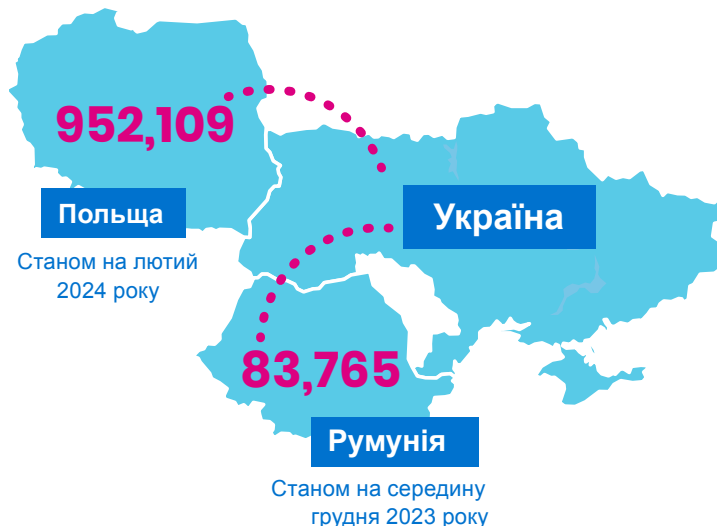 952,109
Польща
Станом на лютий
2024 року
Україна
83,765
Румунія
Станом на середину
грудня 2023 року